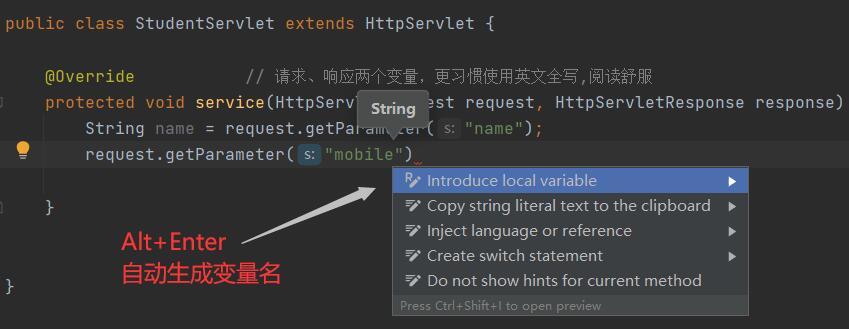 public class StudentServlet extends HttpServlet {
@Override // 请求、响应两个变量，更习惯使用英文全写,阅读舒服
protected void service(HttpServl est request, HttpServletResponse response)
String
String name = request.getParameter( s: "name");
request.getParameter( s: "mobile")
Introduce local variable
Copy string literal text to the clipboard
Inject language or reference
Create switch statement
Do not show hints for current method
Press Ctrl+Shift+I to open preview
}
Alt+Enter
自动生成变量名
}